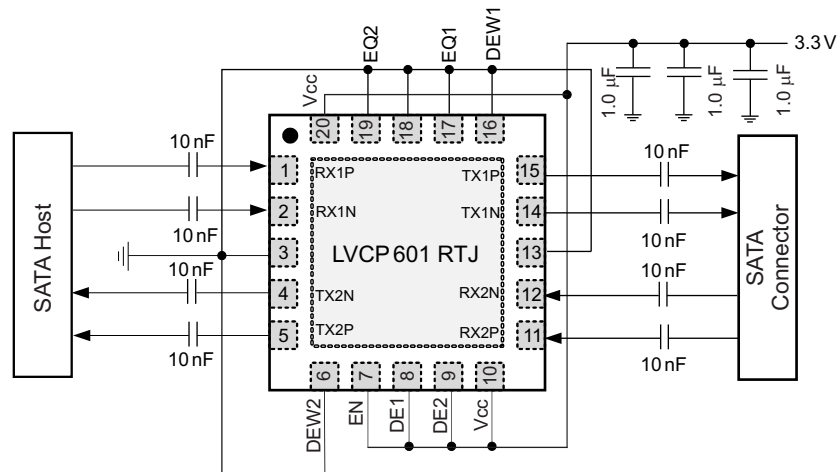 EQ2
EQ1
DEW1
3.3 V
Vcc
1.0 µF
1.0 µF
1.0 µF
20
19
18
17
16
SATA Host
10 nF
10 nF
10 nF
10 nF
1
RX1P
2
RX1N
3
4
TX2N
5
TX2P
LVCP601 RTJ
TX1P
15
TX1N
14
13
RX2N
12
RX2P
11
10 nF
10 nF
10 nF
10 nF
SATA
Connector
6
7
8
9
10
DEW2
EN
DE1
DE2
Vcc